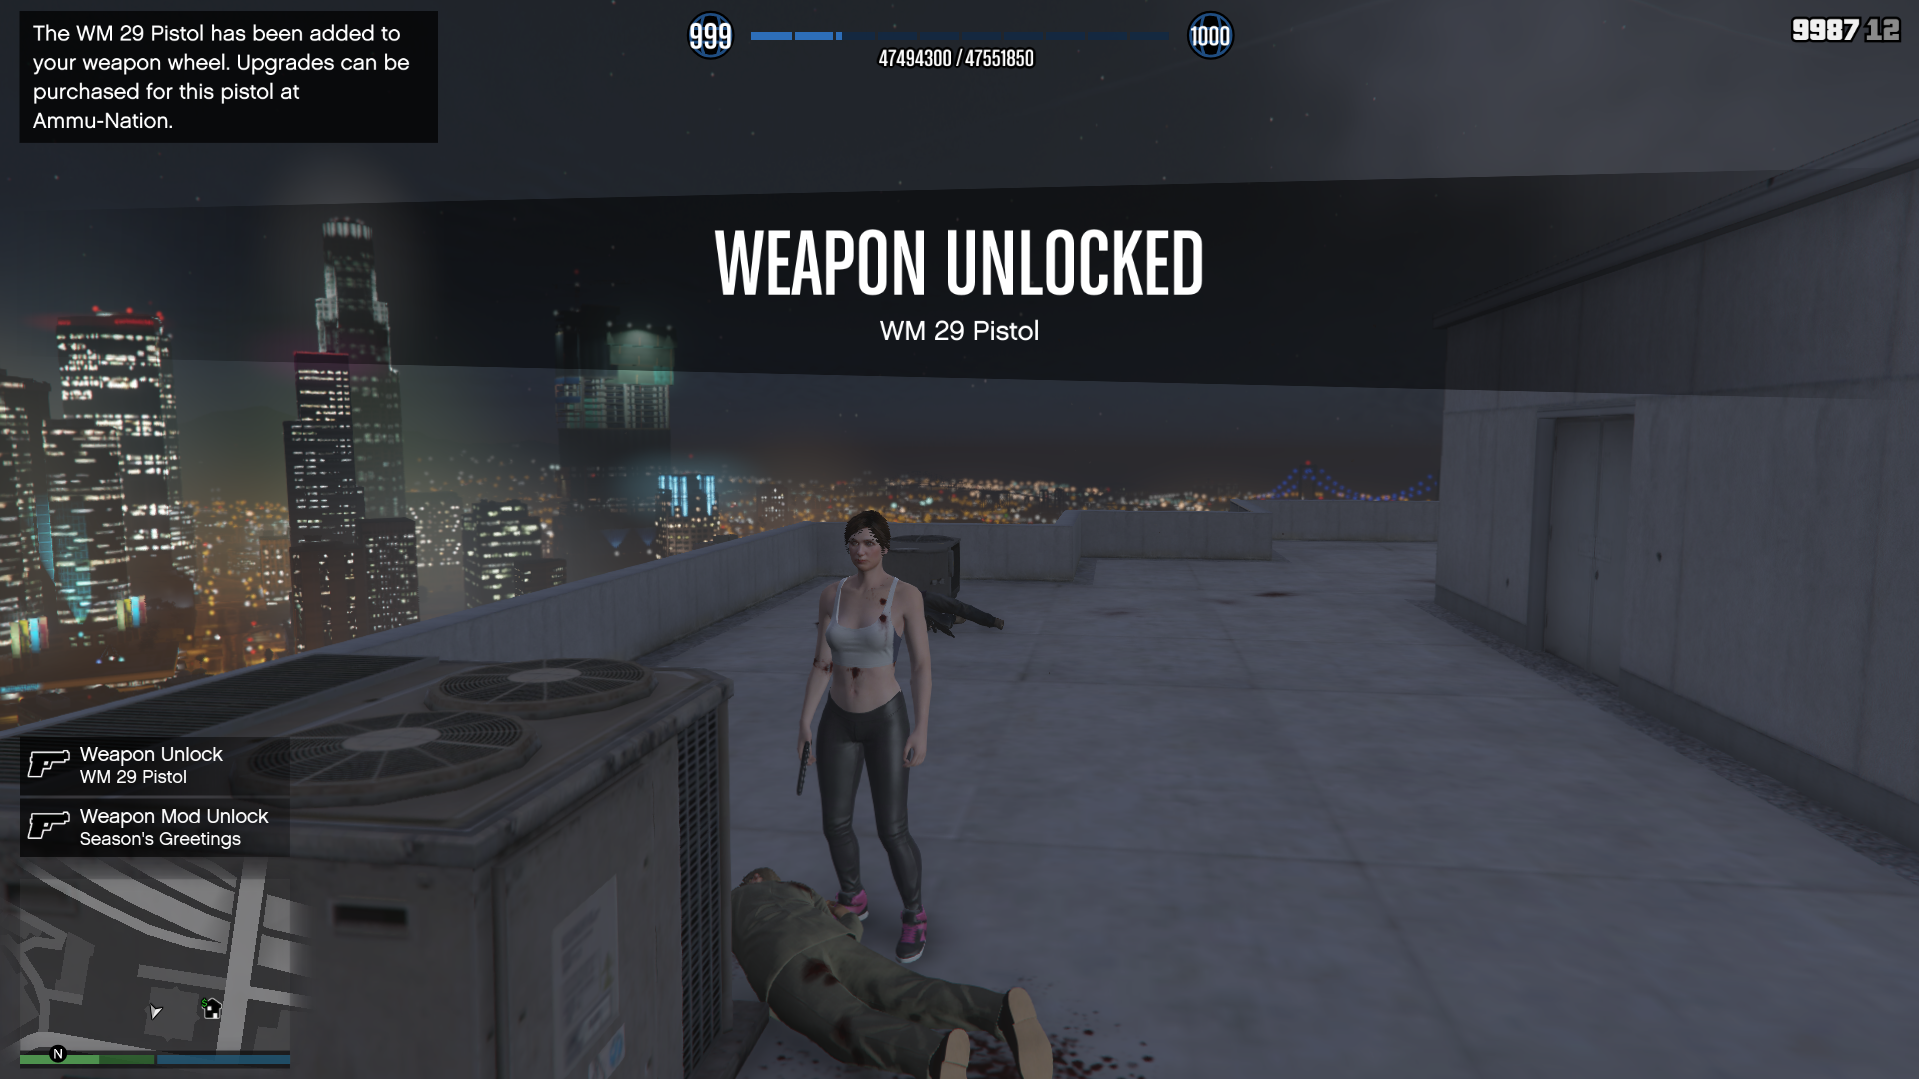 The WM 29 Pistol has been added to
your weapon wheel. Upgrades can be
purchased for this pistol at
Ammu-Nation.
999
1000
47494300 / 47551850
9987 12
WEAPON UNLOCKED
WM 29 Pistol
Weapon Unlock
WM 29 Pistol
Weapon Mod Unlock
Season's Greetings
$
N